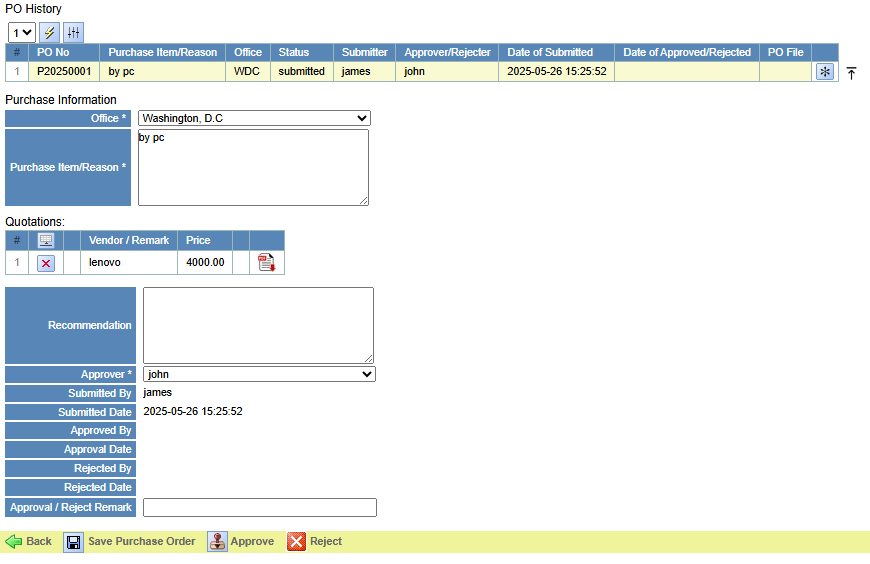 PO History
1
# PO No Purchase Item/Reason Office Status Submitter Approver/Rejecter Date of Submitted Date of Approved/Rejected PO File
1 P20250001 by pc WDC submitted james john 2025-05-26 15:25:52
Purchase Information
Office * Washington, D.C
Purchase Item/Reason * by pc
Quotations:
# Vendor / Remark Price
1 lenovo 4000.00
Recommendation
Approver * john
Submitted By james
Submitted Date 2025-05-26 15:25:52
Approved By
Approval Date
Rejected By
Rejected Date
Approval / Reject Remark
Back Save Purchase Order Approve Reject